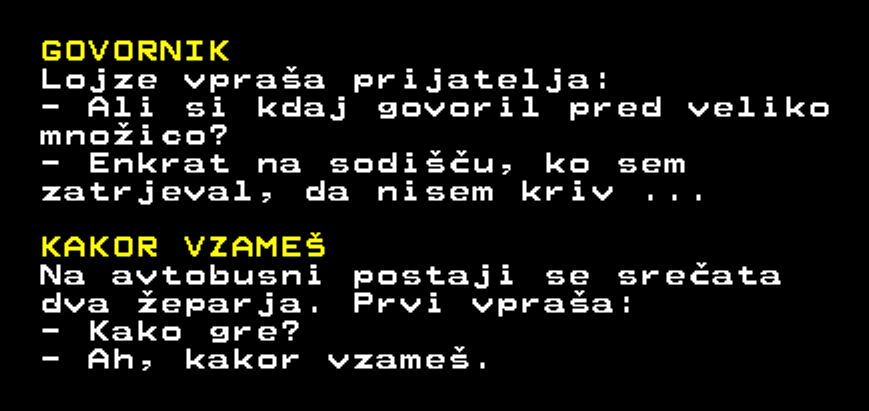 GOVORNIK
Lojze vpraša prijatelja:
- Ali si kdaj govoril pred veliko
množico?
- Enkrat na sodišču, ko sem
zatrjeval, da nisem kriv ...
KAKOR VZAMEŠ
Na avtobusni postaji se srečata
dva žeparja. Prvi vpraša:
- Kako gre?
- Ah, kakor vzameš.